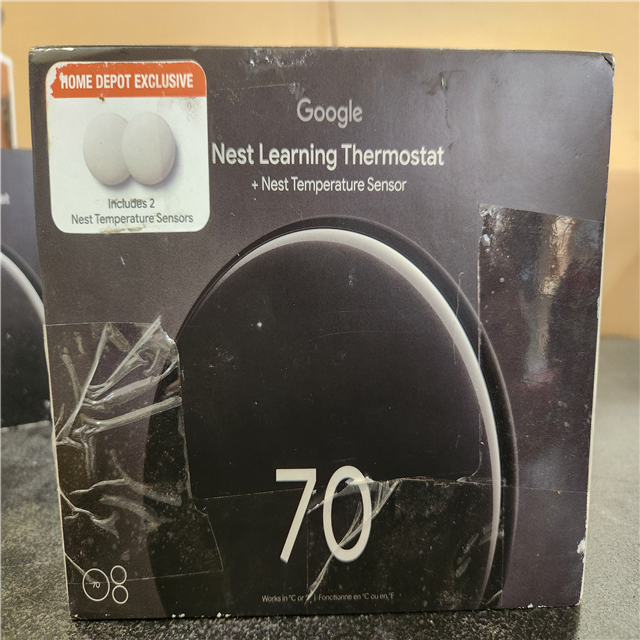 HOME DEPOT EXCLUSIVE
Includes 2
Nest Temperature Sensors
Google
Nest Learning Thermostat
+ Nest Temperature Sensor
70
70
Works in °C or °F | Fonctionne en °C ou en °F